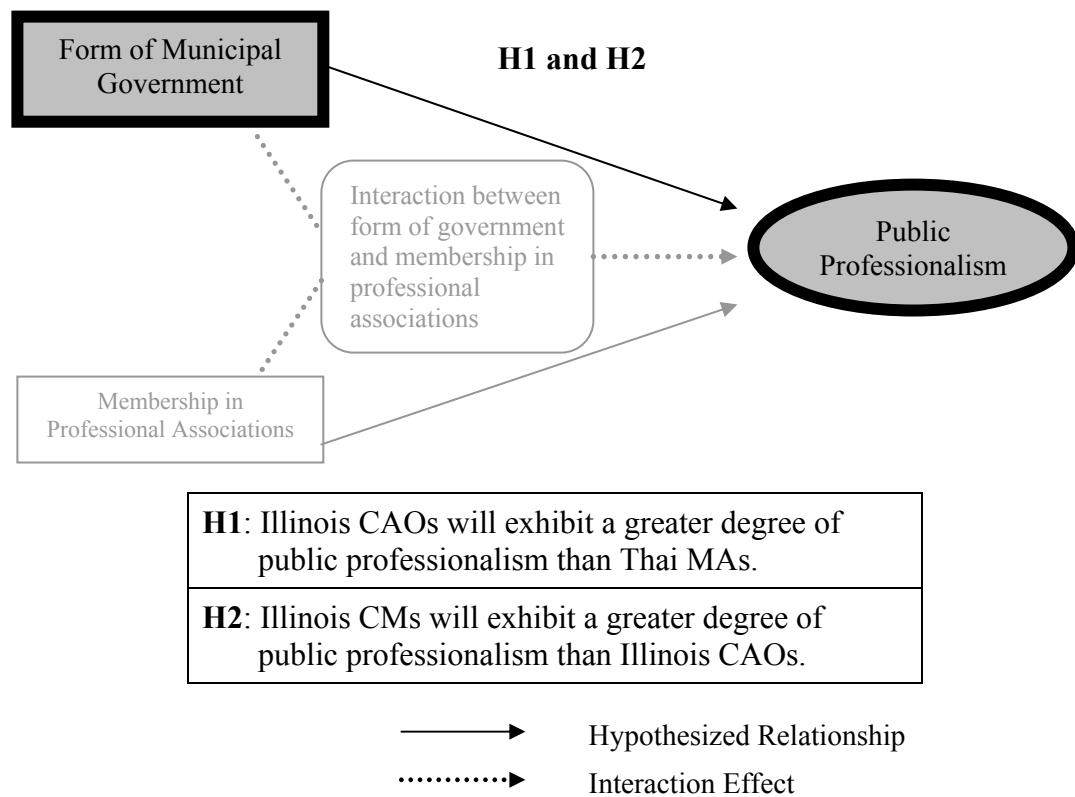 Form of Municipal
Government
H1 and H2
Interaction between
form of government
and membership in
professional
associations
Public
Professionalism
Membership in
Professional Associations
H1: Illinois CAOs will exhibit a greater degree of
public professionalism than Thai MAs.
H2: Illinois CMs will exhibit a greater degree of
public professionalism than Illinois CAOs.
Hypothesized Relationship
Interaction Effect